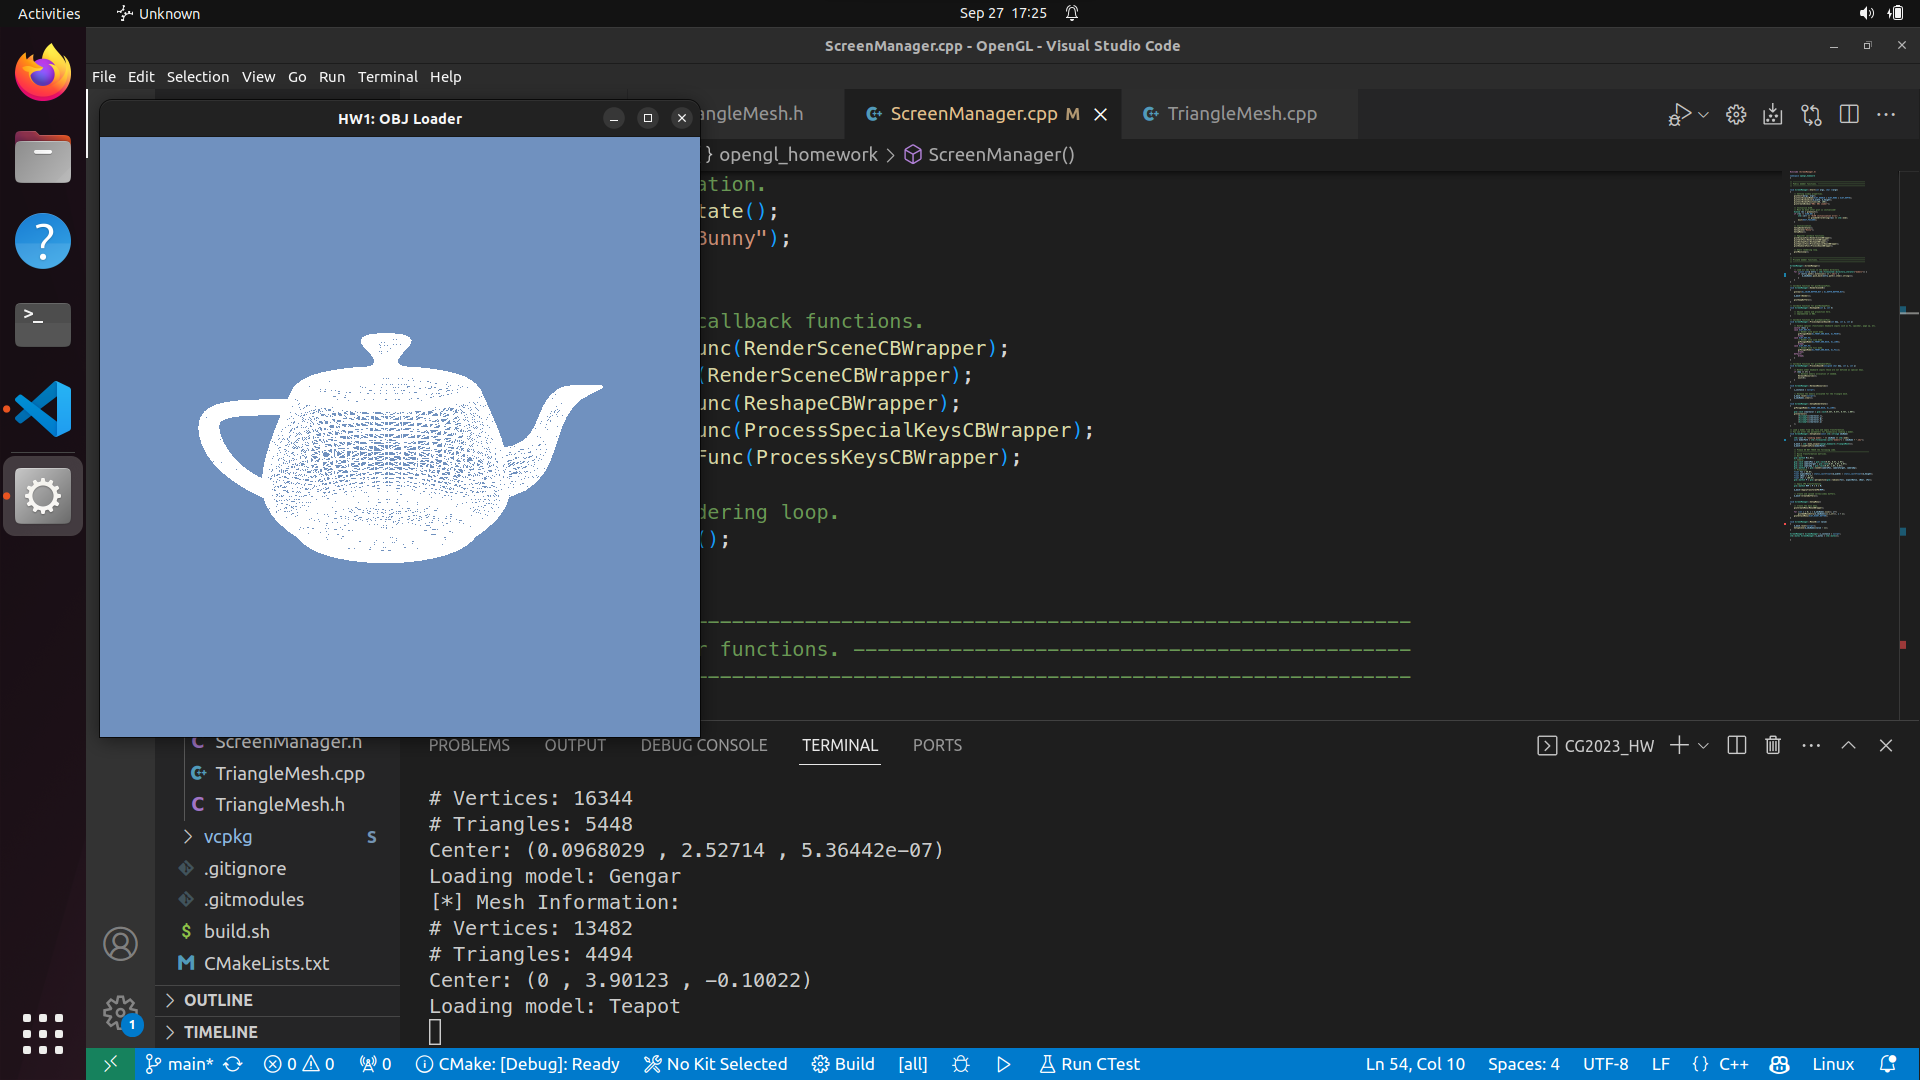 Activities
Unknown
Sep 27 17:25
ScreenManager.cpp - OpenGL - Visual Studio Code
File Edit Selection View Go Run Terminal Help
HW1: OBJ Loader
angleMesh.h
ScreenManager.cpp M
TriangleMesh.cpp
} opengl_homework > ScreenManager()
ation.
tate();
Bunny");
callback functions.
unc(RenderSceneCBWrapper);
(RenderSceneCBWrapper);
unc(ReshapeCBWrapper);
unc(ProcessSpecialKeysCBWrapper);
Func(ProcessKeysCBWrapper);
dering loop.
();
----------------------------------------------------------
r functions. ----------------------------------------------
----------------------------------------------------------
C ScreenManager.h
TriangleMesh.cpp
C TriangleMesh.h
vcpkg S
.gitignore
.gitmodules
$ build.sh
M CMakeLists.txt
OUTLINE
TIMELINE
1
PROBLEMS OUTPUT DEBUG CONSOLE TERMINAL PORTS
CG2023_HW
# Vertices: 16344
# Triangles: 5448
Center: (0.0968029 , 2.52714 , 5.36442e-07)
Loading model: Gengar
[*] Mesh Information:
# Vertices: 13482
# Triangles: 4494
Center: (0 , 3.90123 , -0.10022)
Loading model: Teapot
main* 0 0 0 CMake: [Debug]: Ready No Kit Selected Build [all] Run CTest Ln 54, Col 10 Spaces: 4 UTF-8 LF {} C++ Linux